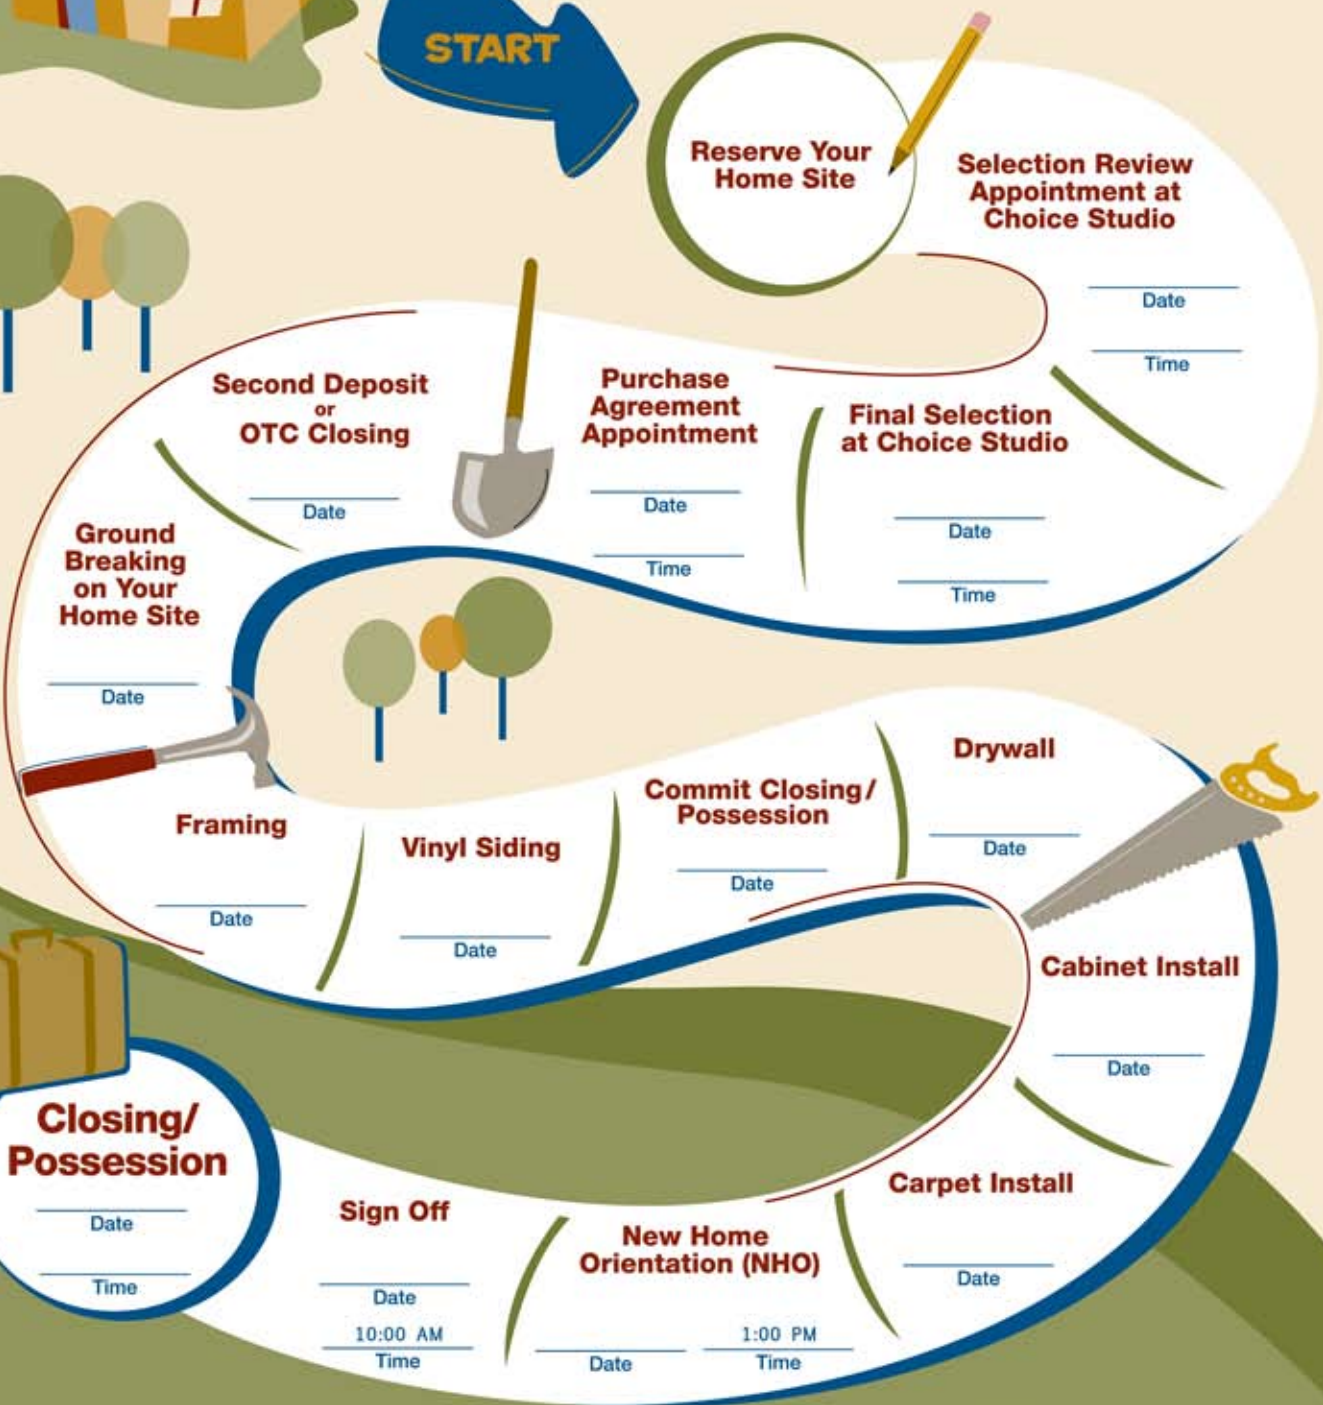 START
Reserve Your
Home Site
Selection Review
Appointment at
Choice Studio
Date
Time
Final Selection
at Choice Studio
Date
Time
Purchase
Agreement
Appointment
Date
Time
Second Deposit
or
OTC Closing
Date
Ground
Breaking
on Your
Home Site
Date
Framing
Date
Vinyl Siding
Date
Commit Closing/
Possession
Date
Drywall
Date
Cabinet Install
Date
Carpet Install
Date
New Home
Orientation (NHO)
1:00 PM
Date Time
Sign Off
Date
10:00 AM
Time
Closing/
Possession
Date
Time